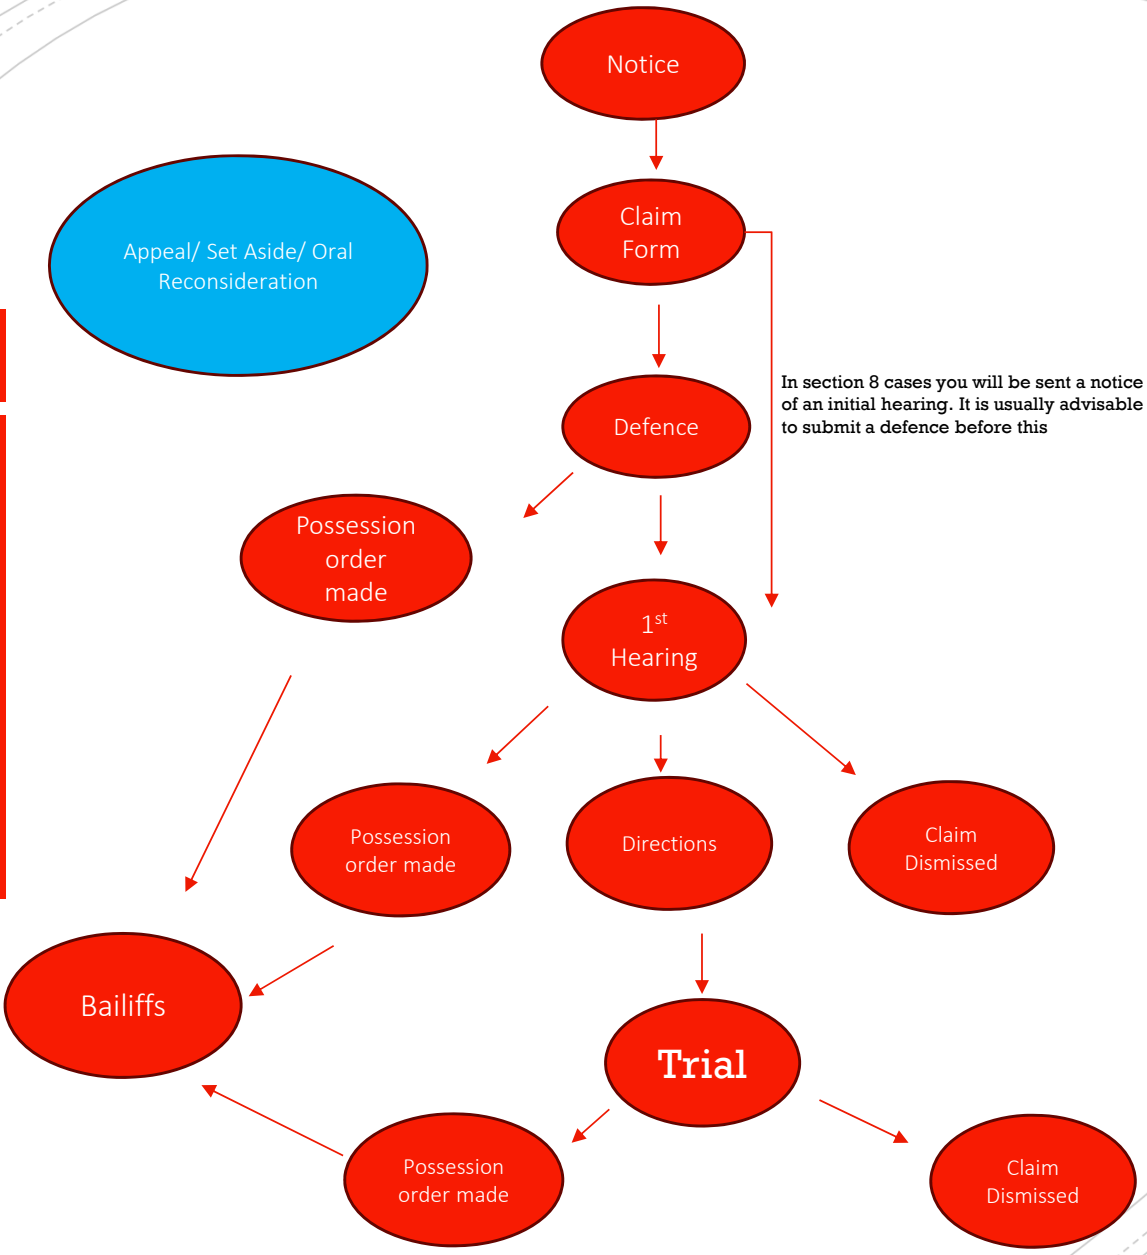 Notice
Claim
Form
Appeal/ Set Aside/ Oral
Reconsideration
In section 8 cases you will be sent a notice
of an initial hearing. It is usually advisable
to submit a defence before this
Defence
Possession
order
made
1st
Hearing
Possession
order made
Directions
Claim
Dismissed
Bailiffs
Trial
Possession
order made
Claim
Dismissed